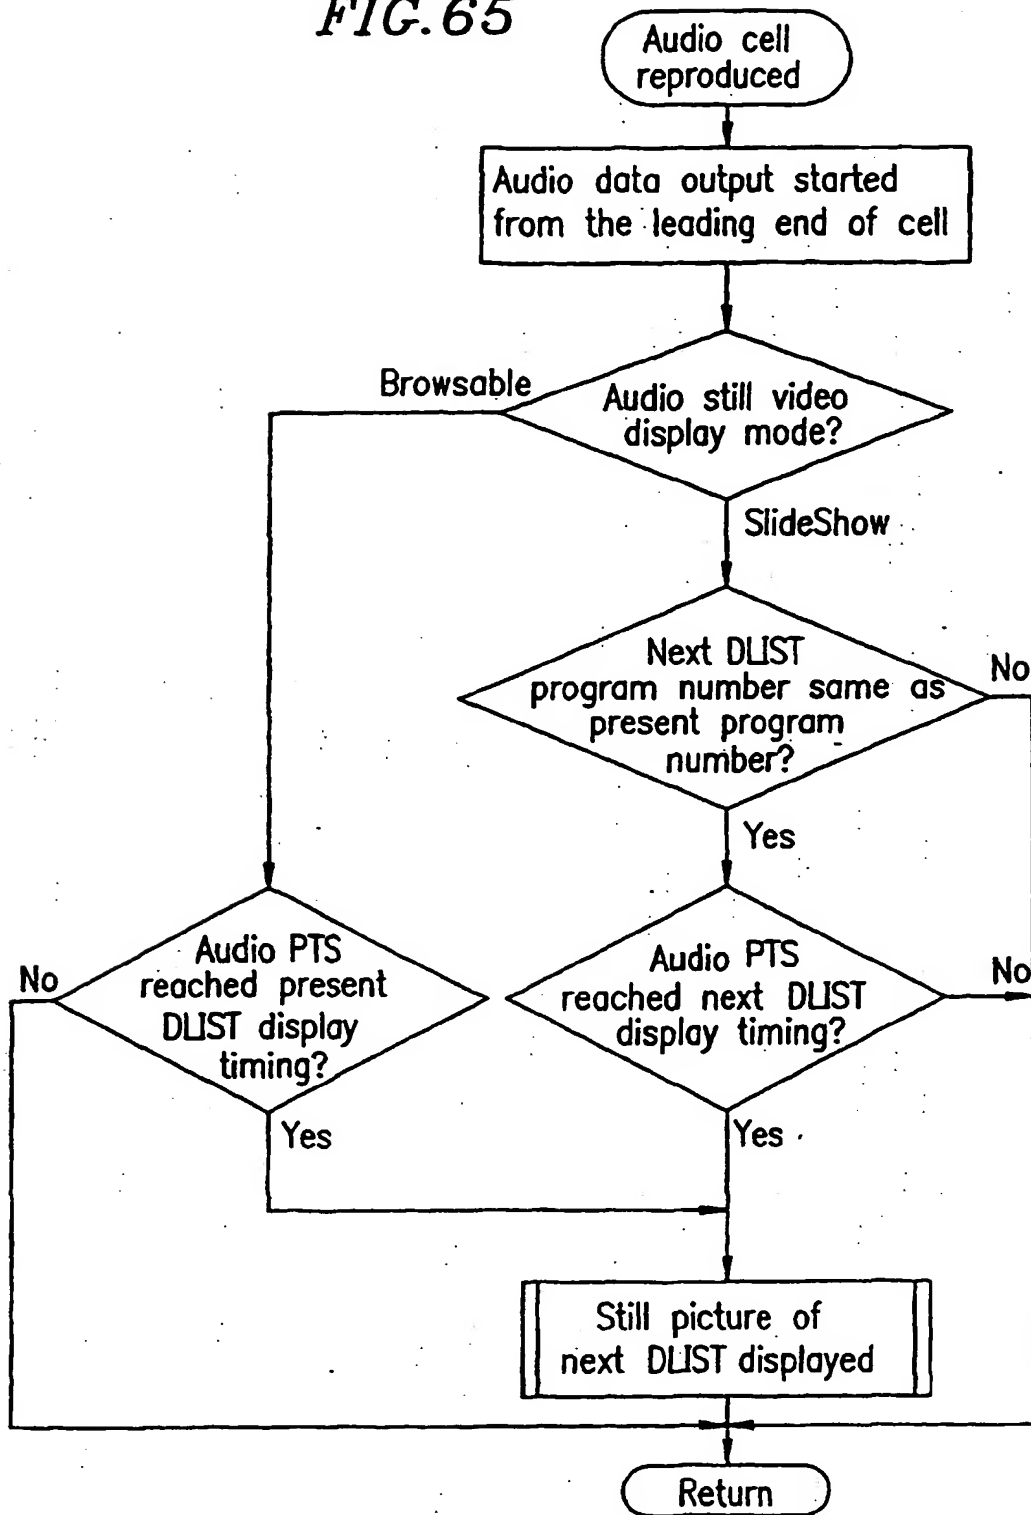 FIG.65
Audio cell
reproduced
Audio data output started
from the leading end of cell
Browsable
Audio still video
display mode?
SlideShow
Next DLIST
program number same as
present program
number?
No
Yes
Audio PTS
reached present
DLIST display
timing?
No
Yes
Audio PTS
reached next DLIST
display timing?
No
Yes
Still picture of
next DLIST displayed
Return